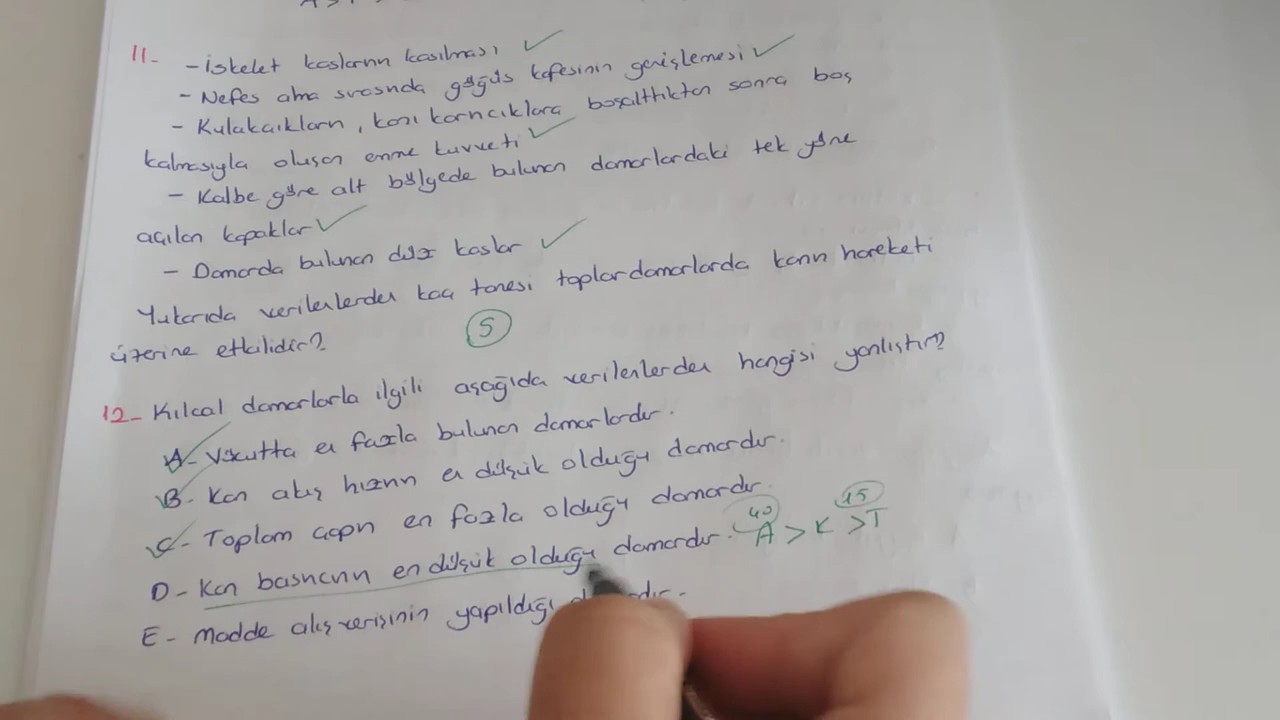 11- - İskelet kaslarının kasılması ✓
- Nefes alma sırasında göğüs kafesinin genişlemesi ✓
- Kulakçıkların, kanı karıncıklara boşalttıktan sonra boş
kalmasıyla oluşan emme kuvveti ✓
- Kalbe göre alt bölgede bulunan damarlardaki tek yöne
açılan kapaklar ✓
- Damarda bulunan düz kaslar ✓
Yukarıda verilenlerden kaç tanesi toplardamarlarda kanın hareketi
üzerine etkilidir? 5
12- Kılcal damarlarla ilgili aşağıda verilenlerden hangisi yanlıştır?
A- Vücutta en fazla bulunan damarlardır.
B- Kan akış hızının en düşük olduğu damardır.
C- Toplam çapın en fazla olduğu damardır.
D- Kan basıncının en düşük olduğu damardır. 40 A > K > 15 T
E- Madde alışverişinin yapıldığı